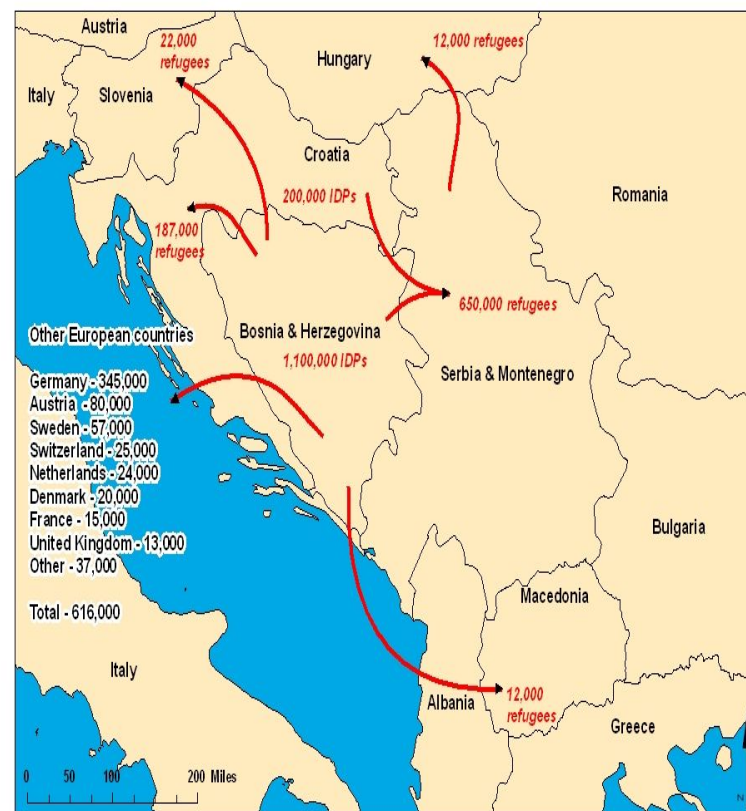 Austria
22,000
refugees
12,000 refugees
Hungary
Italy
Slovenia
Croatia
200,000 IDPs
Romania
187,000
refugees
650,000 refugees
Other European countries
Bosnia & Herzegovina
1,100,000 IDPs
Serbia & Montenegro
Germany - 345,000
Austria - 80,000
Sweden - 57,000
Switzerland - 25,000
Netherlands - 24,000
Denmark - 20,000
France - 15,000
United Kingdom - 13,000
Other - 37,000
Total - 616,000
Bulgaria
Macedonia
Italy
Albania
12,000
refugees
Greece
0 50 100 200 Miles